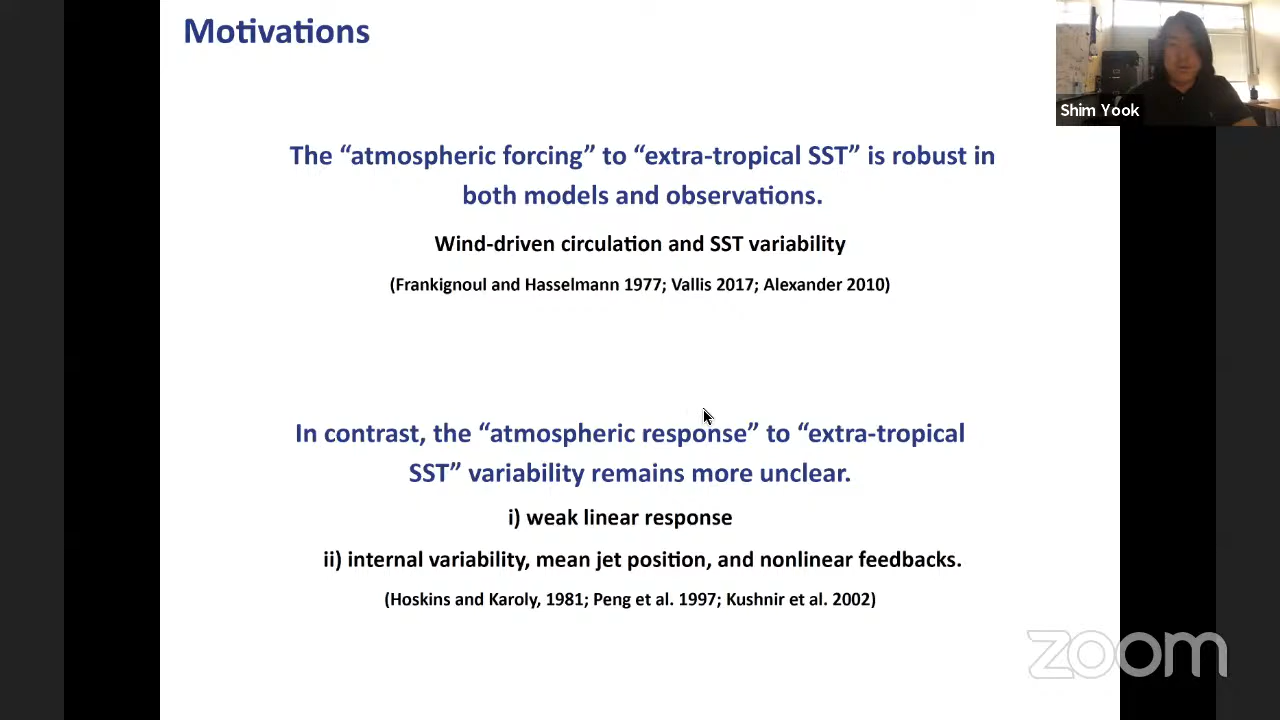 Motivations
Shim Yook
The “atmospheric forcing” to “extra-tropical SST” is robust in
both models and observations.
Wind-driven circulation and SST variability
(Frankignoul and Hasselmann 1977; Vallis 2017; Alexander 2010)
In contrast, the “atmospheric response” to “extra-tropical
SST” variability remains more unclear.
i) weak linear response
ii) internal variability, mean jet position, and nonlinear feedbacks.
(Hoskins and Karoly, 1981; Peng et al. 1997; Kushnir et al. 2002)
zoom